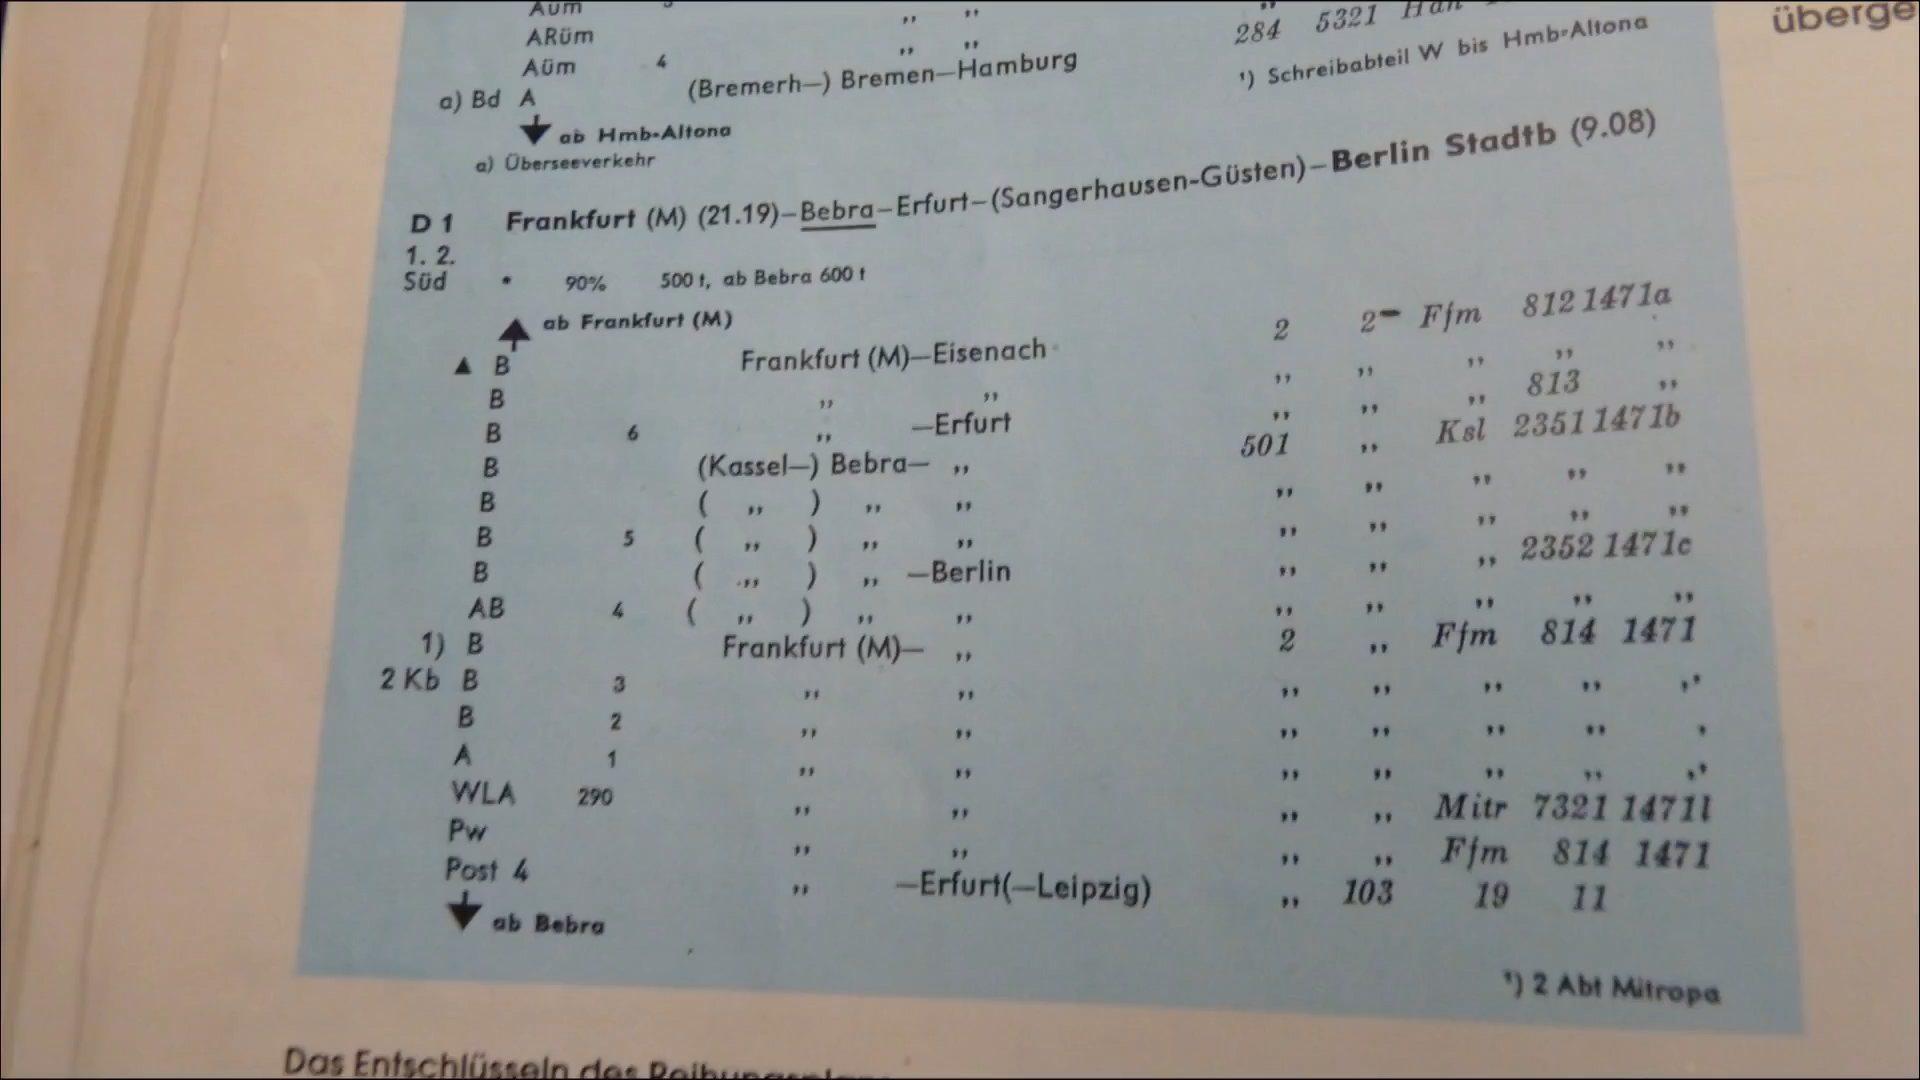 Aüm
ARüm ,, ,, 284 5321
Aüm 4 ,, ,, ¹) Schreibabteil W bis Hmb-Altona
a) Bd A (Bremerh—) Bremen—Hamburg
ab Hmb-Altona
a) Überseeverkehr
überge
D 1 Frankfurt (M) (21.19)–Bebra–Erfurt–(Sangerhausen-Güsten)–Berlin Stadtb (9.08)
1. 2.
Süd • 90% 500 t, ab Bebra 600 t
ab Frankfurt (M)
▲ B Frankfurt (M)—Eisenach 2 2– Ffm 812 1471a
B ,, ,, ,, ,, ,, ,, ,,
B 6 ,, —Erfurt ,, ,, ,, 813 ,,
B (Kassel—) Bebra— ,, 501 ,, Ksl 2351 1471b
B ( ,, ) ,, ,, ,, ,, ,, ,, ,,
B 5 ( ,, ) ,, ,, ,, ,, ,, ,, ,,
B ( ,, ) ,, —Berlin ,, ,, ,, 2352 1471c
AB 4 ( ,, ) ,, ,, ,, ,, ,, ,, ,,
1) B Frankfurt (M)— ,, 2 ,, Ffm 814 1471
2 Kb B 3 ,, ,, ,, ,, ,, ,, ,,
B 2 ,, ,, ,, ,, ,, ,, ,
A 1 ,, ,, ,, ,, ,, ,, ,,
WLA 290 ,, ,, ,, ,, Mitr 7321 1471l
Pw ,, ,, ,, ,, Ffm 814 1471
Post 4 ,, —Erfurt(—Leipzig) ,, 103 19 11
ab Bebra
¹) 2 Abt Mitropa
Das Entschlüsseln des